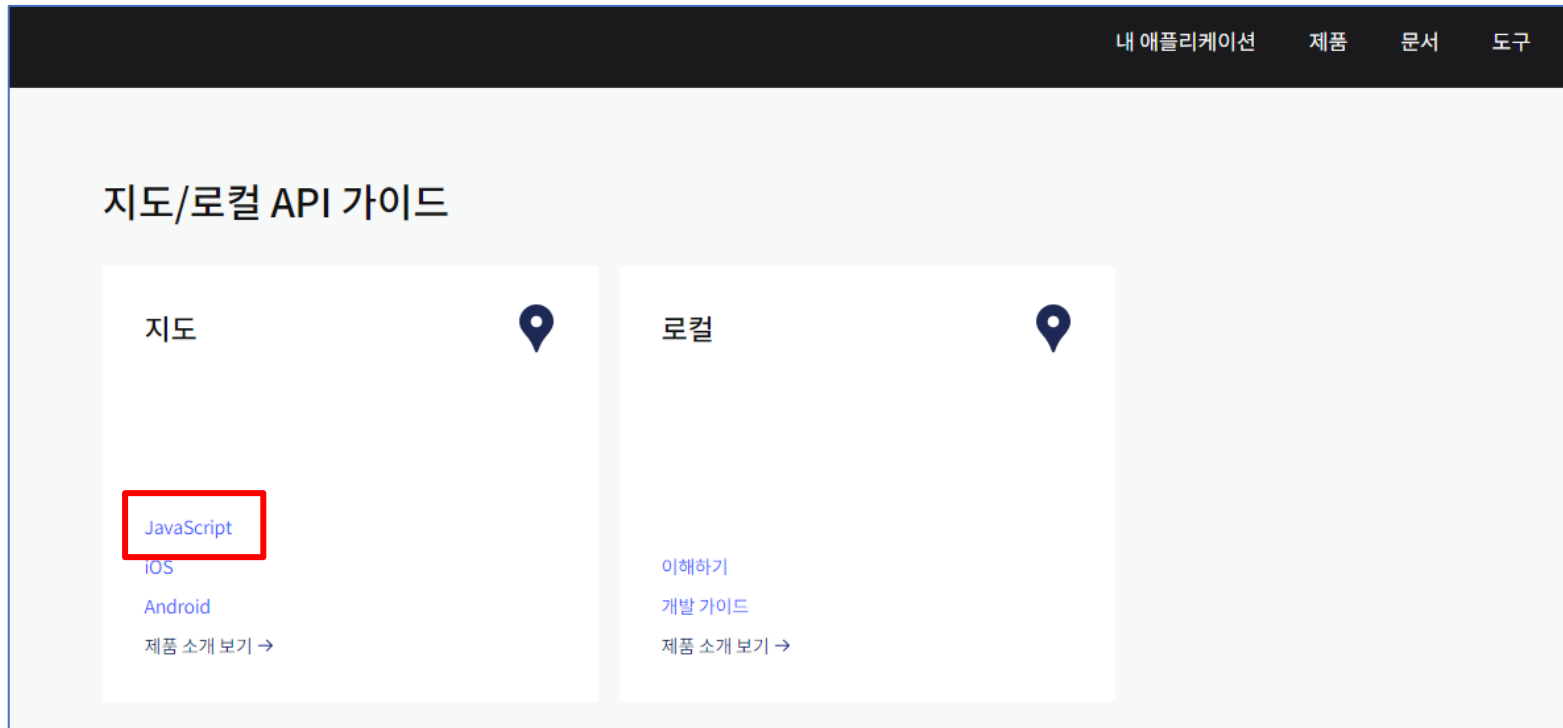 내 애플리케이션 제품 문서 도구
지도/로컬 API 가이드
지도
JavaScript
iOS
Android
제품 소개 보기 →
로컬
이해하기
개발 가이드
제품 소개 보기 →